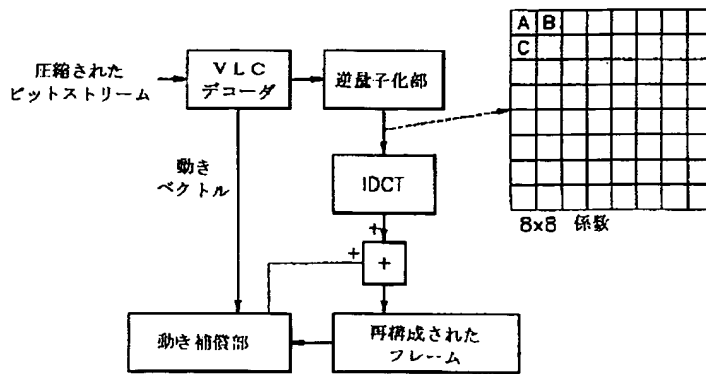 圧縮された
ビットストリーム
VLC
デコーダ
逆量子化部
A B
C
動き
ベクトル
IDCT
8x8 係数
+
+
+
動き補償部
再構成された
フレーム